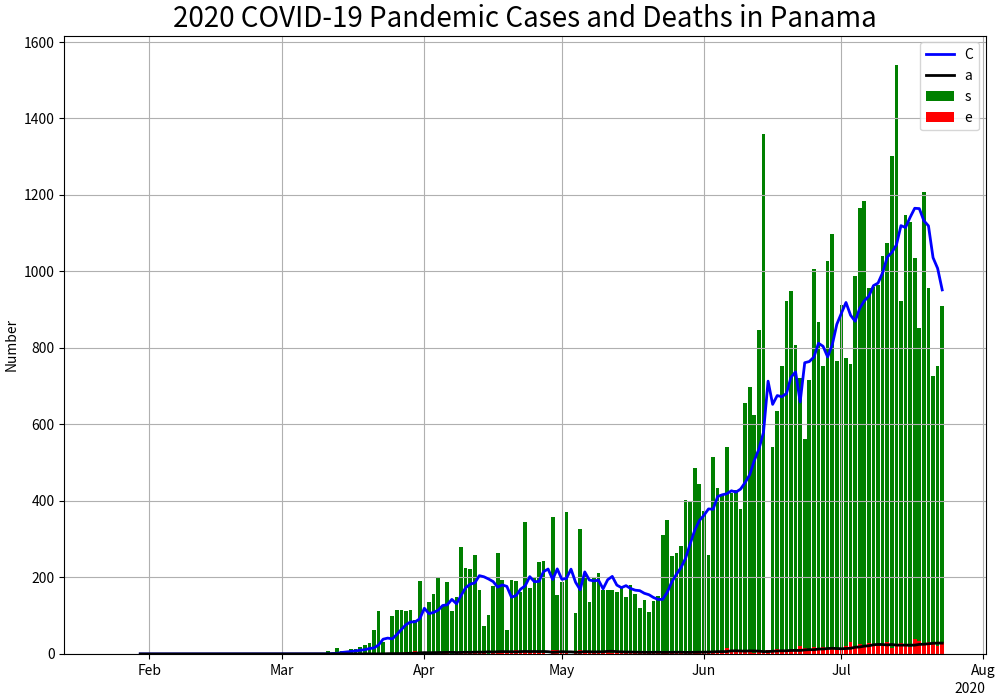 2020 COVID-19 Pandemic Cases and Deaths in Panama
1600
1400
1200
1000
800
600
400
200
0
Number
C
a
s
e
Feb
Mar
Apr
May
Jun
Jul
Aug
2020